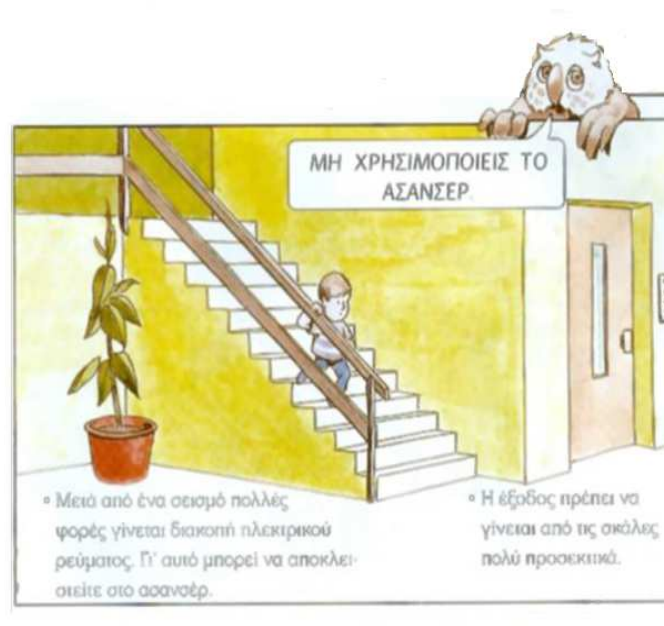 ΜΗ ΧΡΗΣΙΜΟΠΟΙΕΙΣ ΤΟ
ΑΣΑΝΣΕΡ.
▫ Μετά από ένα σεισμό πολλές
φορές γίνεται διακοπή ηλεκτρικού
ρεύματος. Γι' αυτό μπορεί να αποκλει-
στείτε στο ασανσέρ.
▫ Η έξοδος πρέπει να
γίνεται από τις σκάλες
πολύ προσεκτικά.